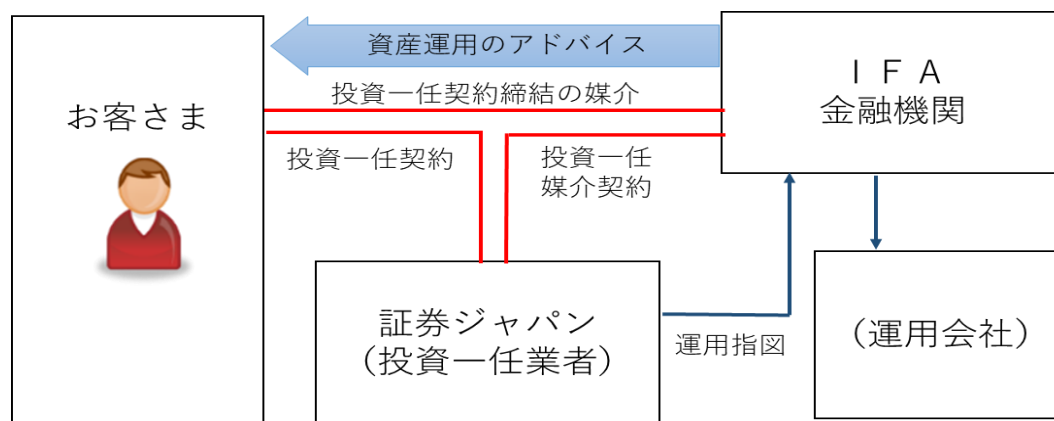 資産運用のアドバイス
ＩＦＡ
金融機関
お客さま
投資一任契約締結の媒介
投資一任契約
投資一任
媒介契約
証券ジャパン
(投資一任業者)
運用指図
(運用会社)